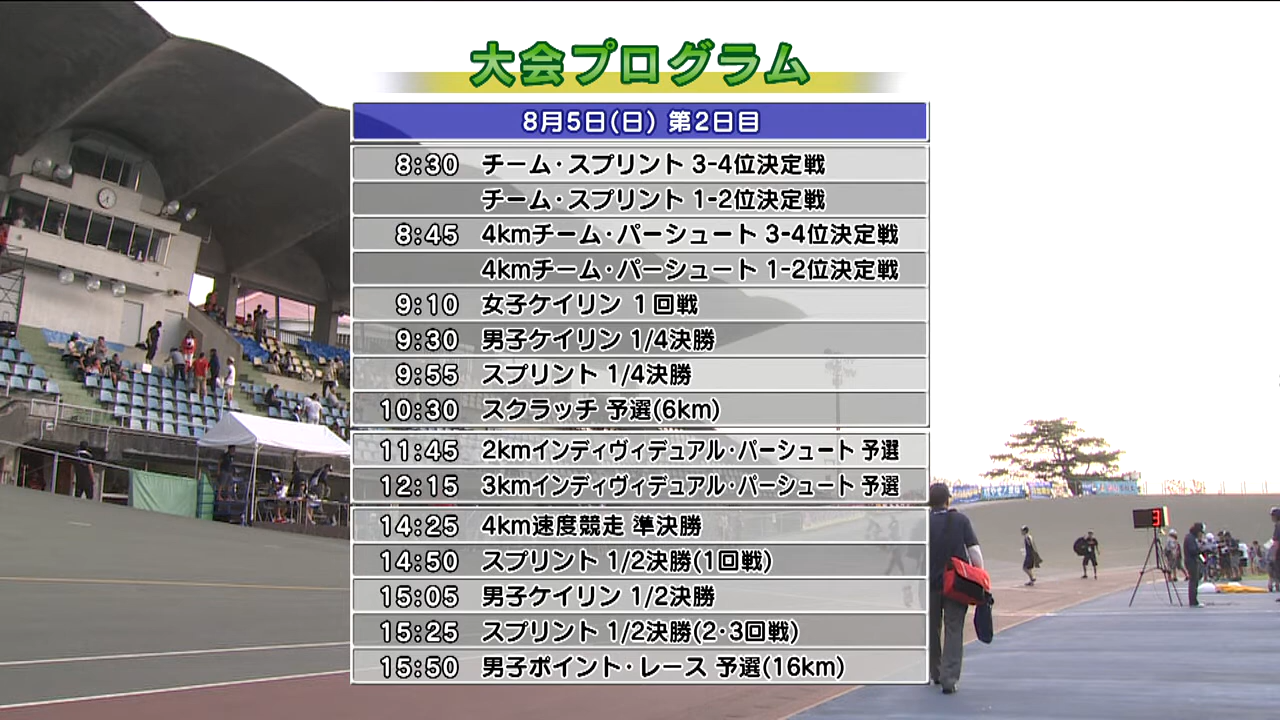 大会プログラム
8月5日(日) 第2日目
8:30 チーム・スプリント 3-4位決定戦
チーム・スプリント 1-2位決定戦
8:45 4kmチーム・パーシュート 3-4位決定戦
4kmチーム・パーシュート 1-2位決定戦
9:10 女子ケイリン 1回戦
9:30 男子ケイリン 1/4決勝
9:55 スプリント 1/4決勝
10:30 スクラッチ 予選(6km)
11:45 2kmインディヴィデュアル・パーシュート 予選
12:15 3kmインディヴィデュアル・パーシュート 予選
14:25 4km速度競走 準決勝
14:50 スプリント 1/2決勝(1回戦)
15:05 男子ケイリン 1/2決勝
15:25 スプリント 1/2決勝(2・3回戦)
15:50 男子ポイント・レース 予選(16km)
3